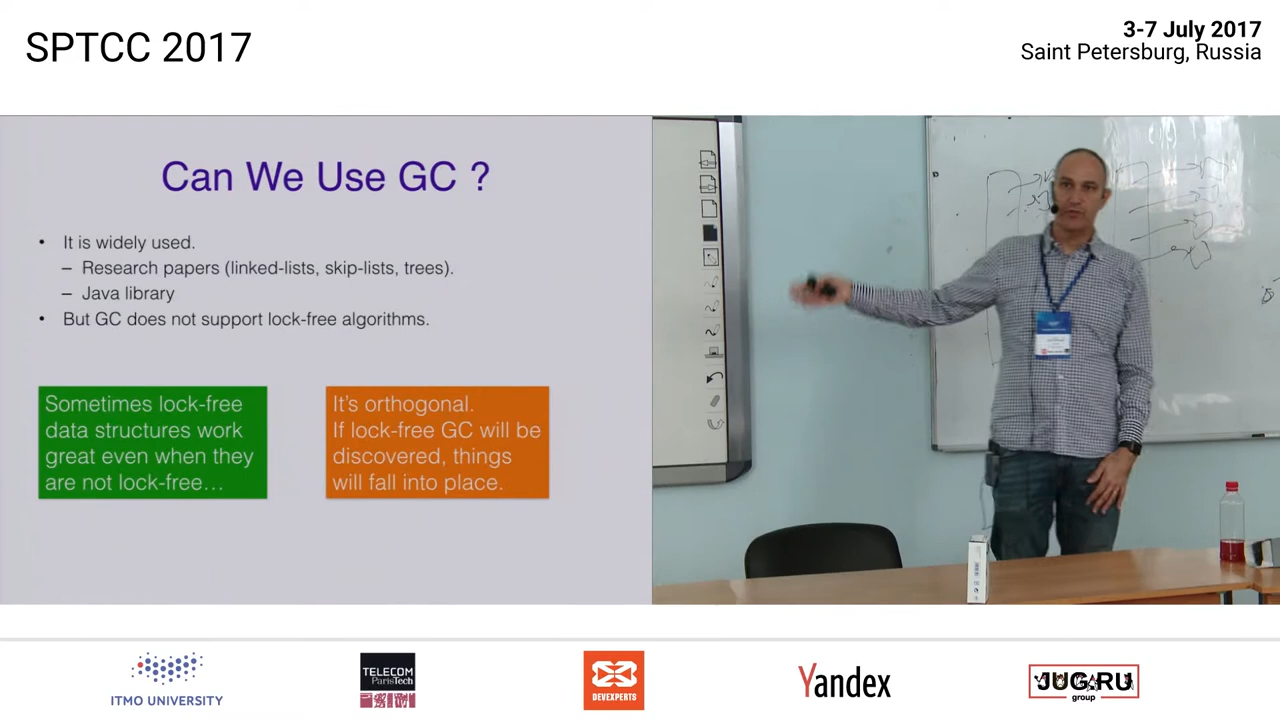 SPTCC 2017
3-7 July 2017
Saint Petersburg, Russia
Can We Use GC ?
• It is widely used.
– Research papers (linked-lists, skip-lists, trees).
– Java library
• But GC does not support lock-free algorithms.
Sometimes lock-free
data structures work
great even when they
are not lock-free…
It's orthogonal.
If lock-free GC will be
discovered, things
will fall into place.
ITMO UNIVERSITY
TELECOM
ParisTech
DEVEXPERTS
Yandex
JUG.RU
group